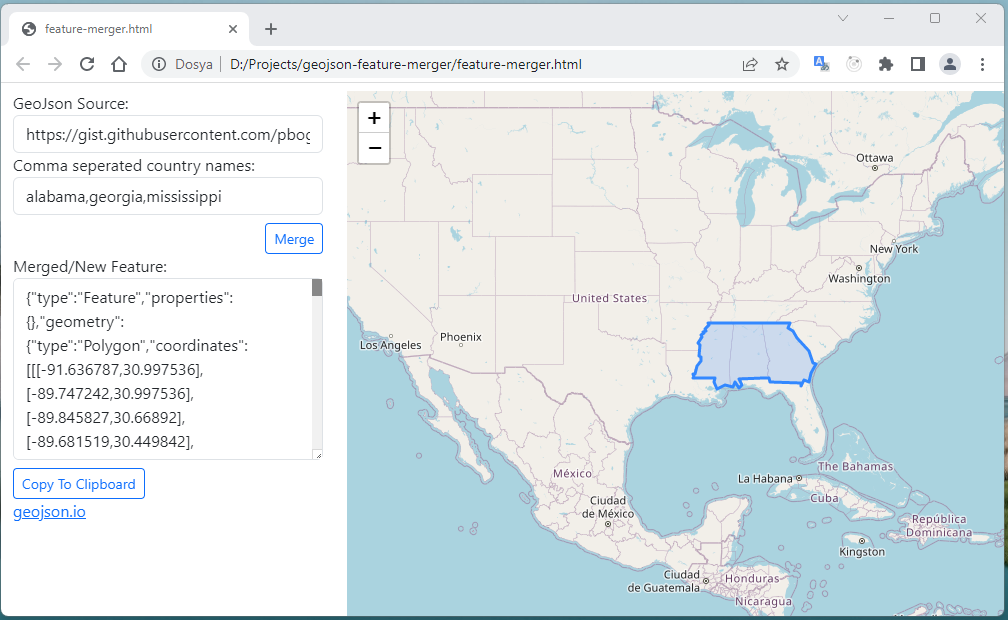 feature-merger.html
Dosya
D:/Projects/geojson-feature-merger/feature-merger.html
GeoJson Source:
https://gist.githubusercontent.com/pbog
Comma seperated country names:
alabama,georgia,mississippi
Merge
Merged/New Feature:
{"type":"Feature","properties":
{},"geometry":
{"type":"Polygon","coordinates":
[[[-91.636787,30.997536],
[-89.747242,30.997536],
[-89.845827,30.66892],
[-89.681519,30.449842],
Copy To Clipboard
geojson.io
+
−
Ottawa
New York
Washington
United States
Phoenix
Los Angeles
México
La Habana
The Bahamas
Cuba
Ciudad
de México
República
Dominicana
Kingston
Ciudad
de Guatemala
Honduras
Nicaragua